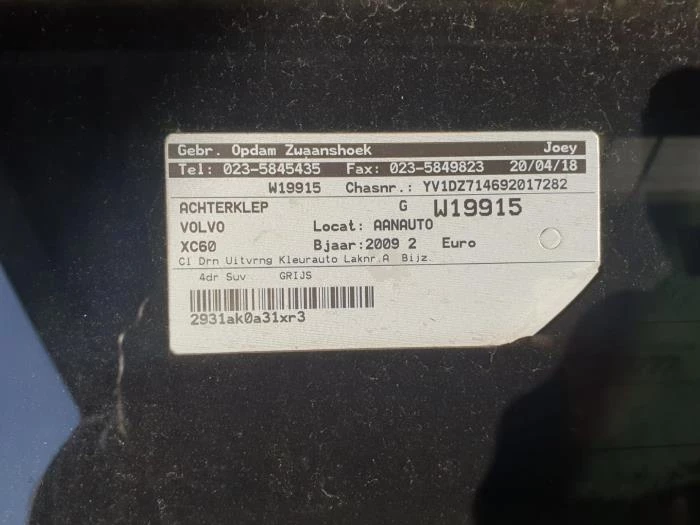 Gebr. Opdam Zwaanshoek Joey
Tel: 023-5845435 Fax: 023-5849823 20/04/18
W19915 Chasnr.: YV1DZ714692017282
ACHTERKLEP G W19915
VOLVO Locat: AANAUTO
XC60 Bjaar:2009 2 Euro
Cl Drn Uitvrng Kleurauto Laknr.A Bijz.
4dr Suv GRIJS
2931ak0a31xr3